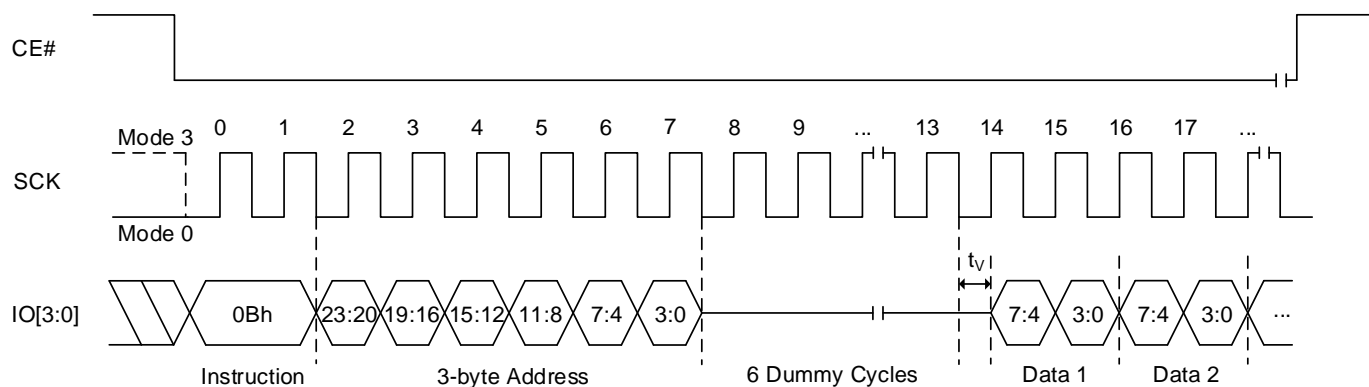 CE#
0 1 2 3 4 5 6 7 8 9 ... 13 14 15 16 17 ...
Mode 3
SCK
Mode 0
tV
IO[3:0] 0Bh 23:20 19:16 15:12 11:8 7:4 3:0 7:4 3:0 7:4 3:0 ...
Instruction 3-byte Address 6 Dummy Cycles Data 1 Data 2